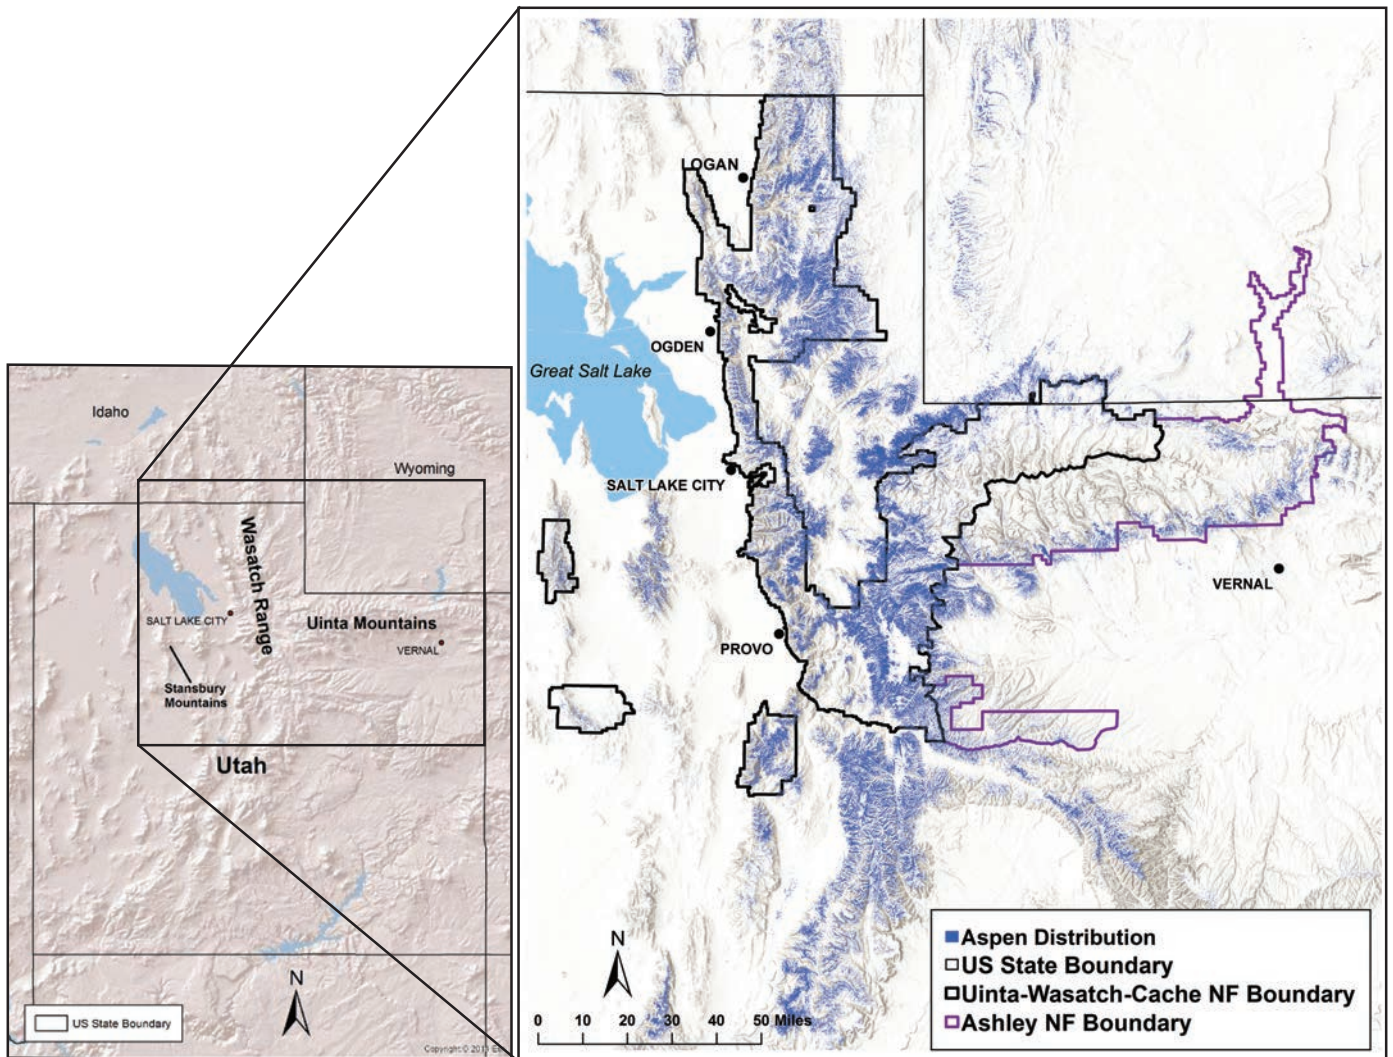 Idaho
Wyoming
Wasatch Range
SALT LAKE CITY
Uinta Mountains
VERNAL
Stansbury
Mountains
Utah
N
US State Boundary
LOGAN
OGDEN
Great Salt Lake
SALT LAKE CITY
VERNAL
PROVO
N
0 10 20 30 40 50 Miles
Aspen Distribution
US State Boundary
Uinta-Wasatch-Cache NF Boundary
Ashley NF Boundary